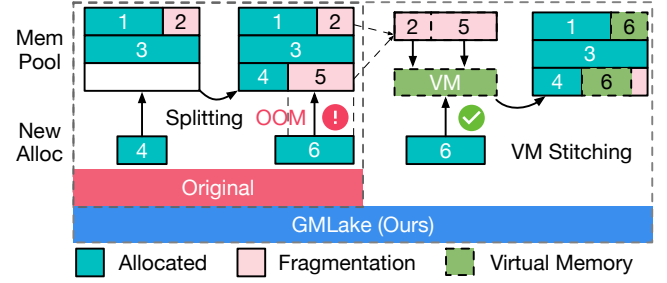 Mem Pool
1 2
3
1 2
3
4 5
2 5
VM
1 6
3
4 6
Splitting OOM !
New Alloc
4
6
6
VM Stitching
Original
GMLake (Ours)
Allocated Fragmentation Virtual Memory